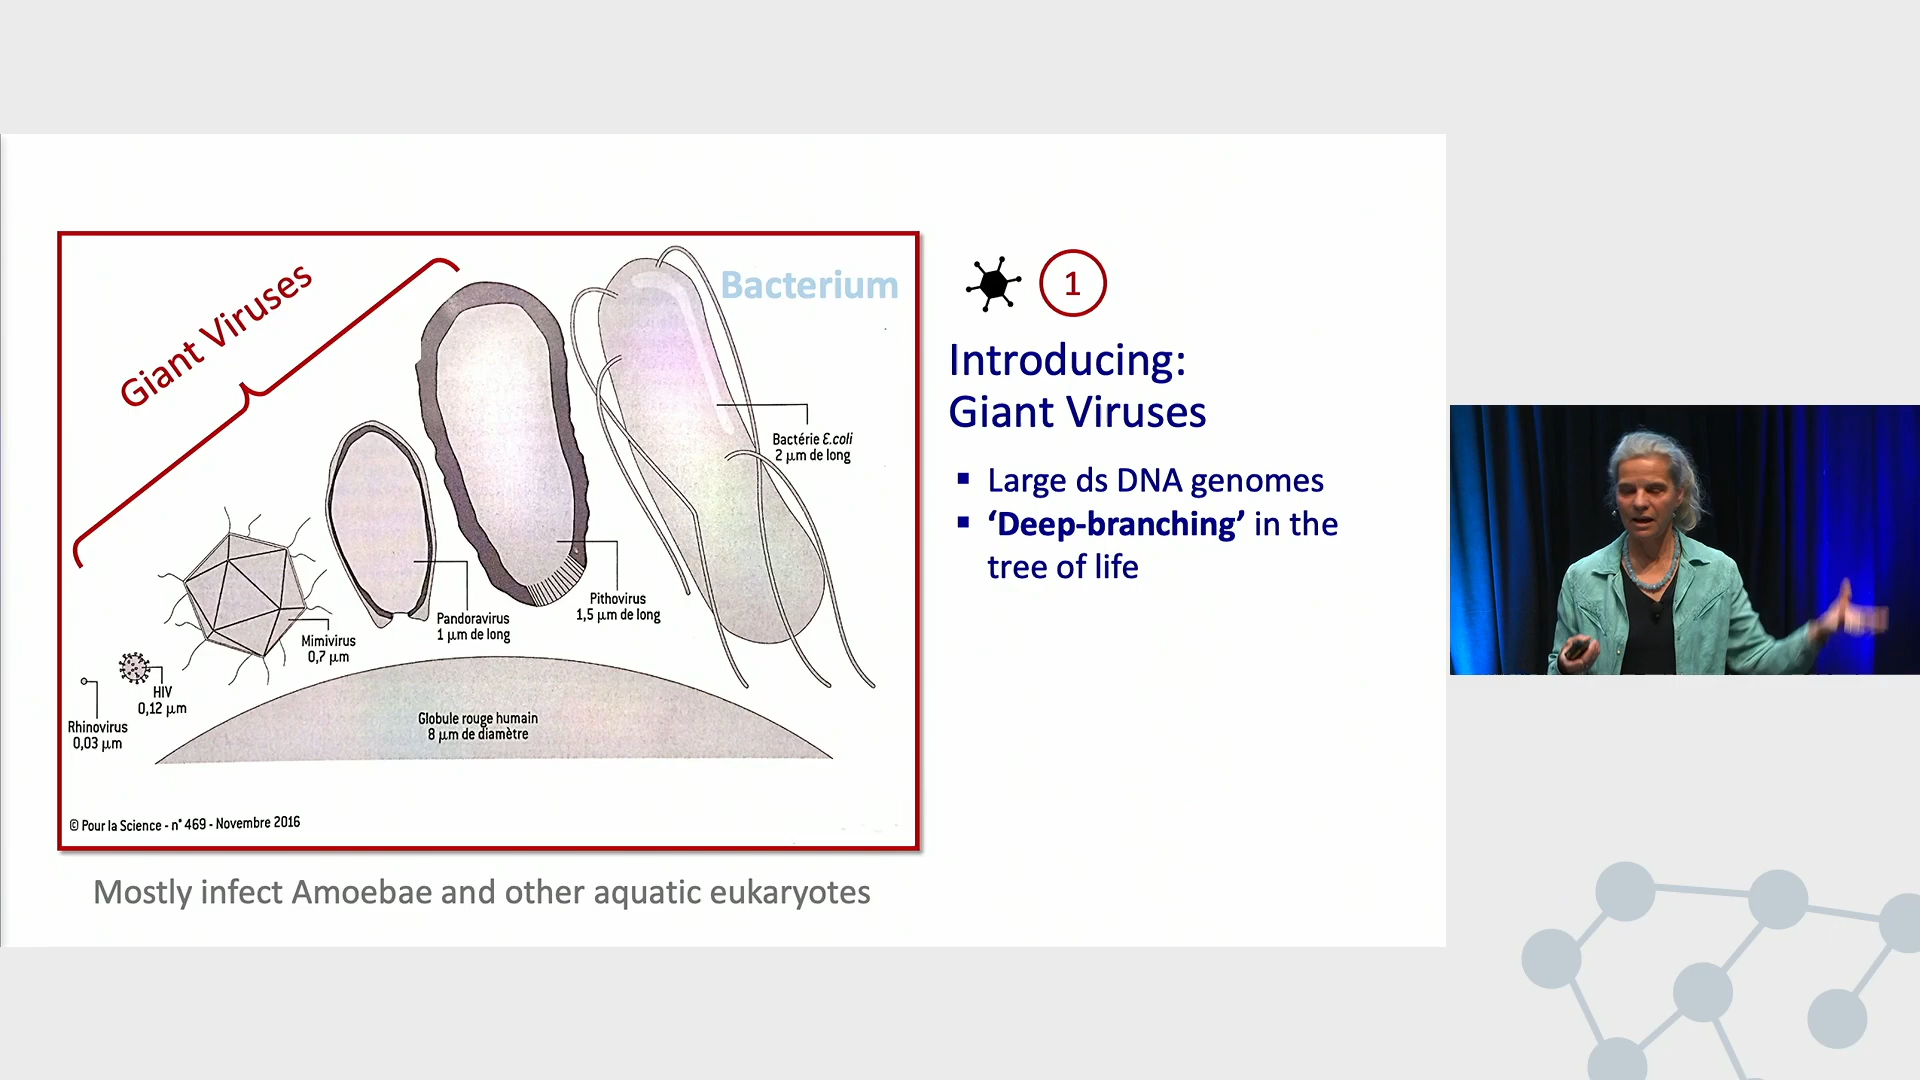 Giant Viruses
Bacterium
Bactérie E.coli
2 µm de long
Pithovirus
1,5 µm de long
Pandoravirus
1 µm de long
Mimivirus
0,7 µm
HIV
0,12 µm
Rhinovirus
0,03 µm
Globule rouge humain
8 µm de diamètre
© Pour la Science - n° 469 - Novembre 2016
Mostly infect Amoebae and other aquatic eukaryotes
1
Introducing:
Giant Viruses
▪ Large ds DNA genomes
▪ ‘Deep-branching’ in the
tree of life